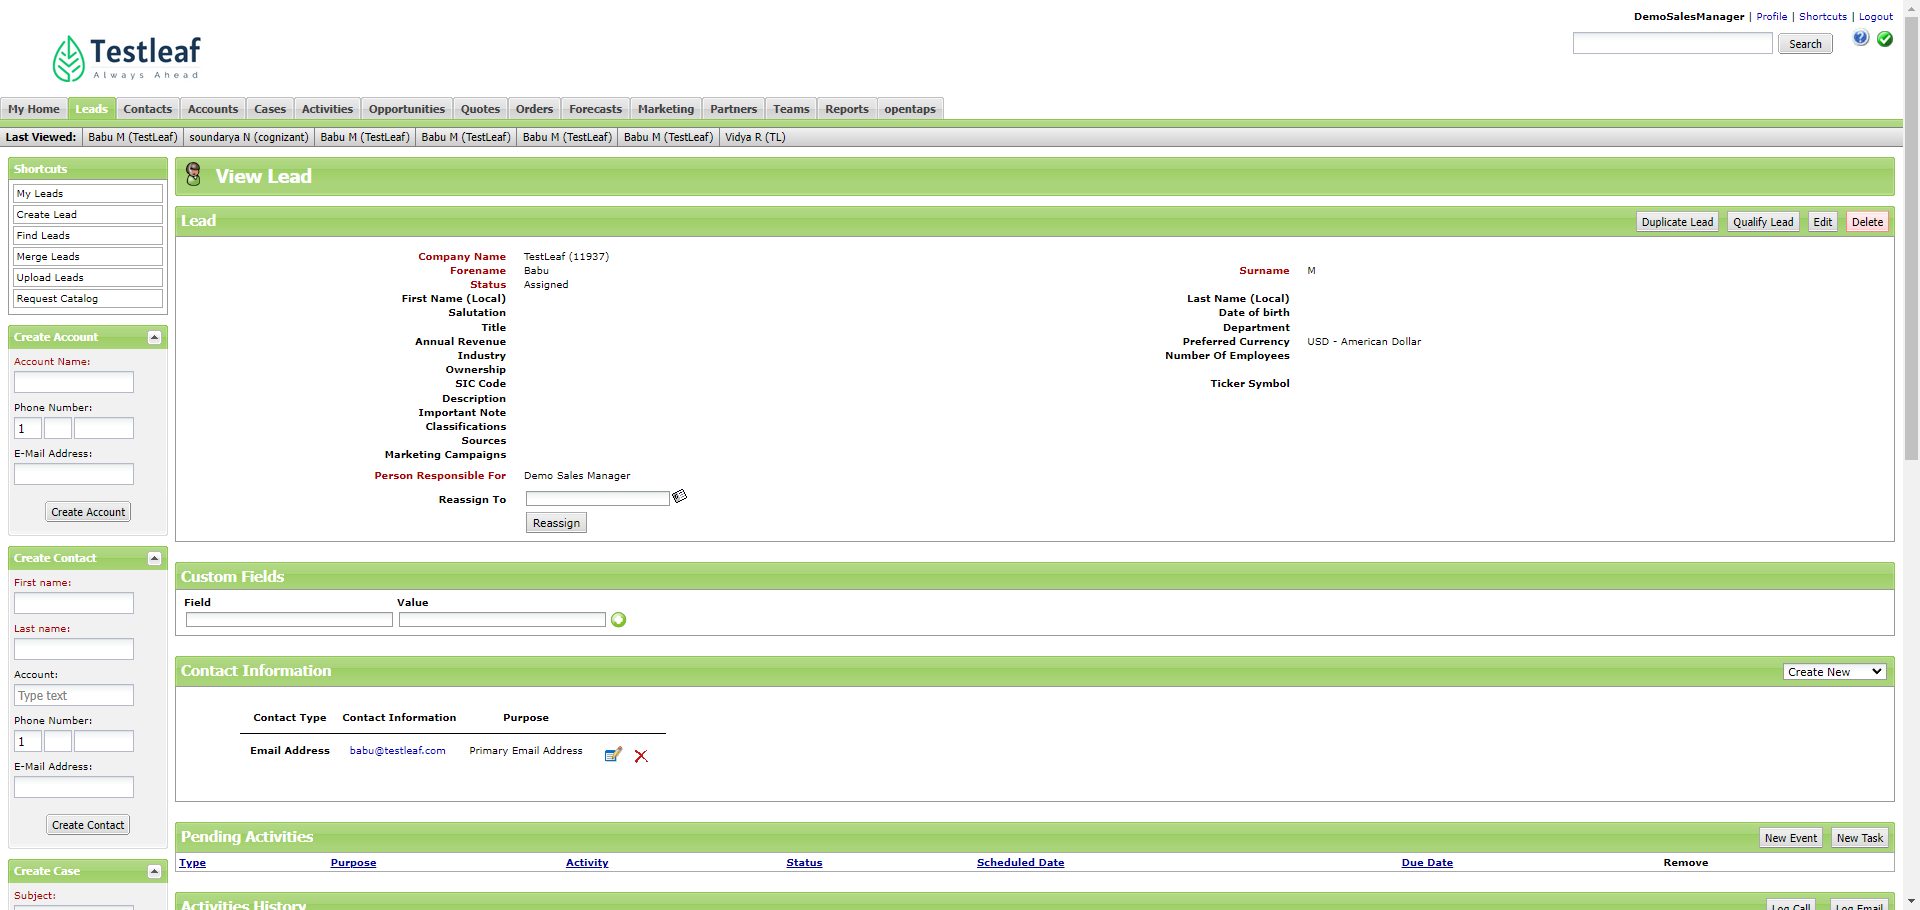 DemoSalesManager | Profile | Shortcuts | Logout
Testleaf
Always Ahead
Search
My Home Leads Contacts Accounts Cases Activities Opportunities Quotes Orders Forecasts Marketing Partners Teams Reports opentaps
Last Viewed: Babu M (TestLeaf) soundarya N (cognizant) Babu M (TestLeaf) Babu M (TestLeaf) Babu M (TestLeaf) Babu M (TestLeaf) Vidya R (TL)
Shortcuts
My Leads
Create Lead
Find Leads
Merge Leads
Upload Leads
Request Catalog
Create Account
Account Name:
Phone Number:
1
E-Mail Address:
Create Account
Create Contact
First name:
Last name:
Account:
Type text
Phone Number:
1
E-Mail Address:
Create Contact
Create Case
Subject:
View Lead
Lead
Duplicate Lead Qualify Lead Edit Delete
Company Name TestLeaf (11937)
Forename Babu Surname M
Status Assigned
First Name (Local) Last Name (Local)
Salutation Date of birth
Title Department
Annual Revenue Preferred Currency USD - American Dollar
Industry Number Of Employees
Ownership
SIC Code Ticker Symbol
Description
Important Note
Classifications
Sources
Marketing Campaigns
Person Responsible For Demo Sales Manager
Reassign To
Reassign
Custom Fields
Field Value
Contact Information Create New
Contact Type Contact Information Purpose
Email Address babu@testleaf.com Primary Email Address
Pending Activities New Event New Task
Type Purpose Activity Status Scheduled Date Due Date Remove
Activities History Log Call Log Email